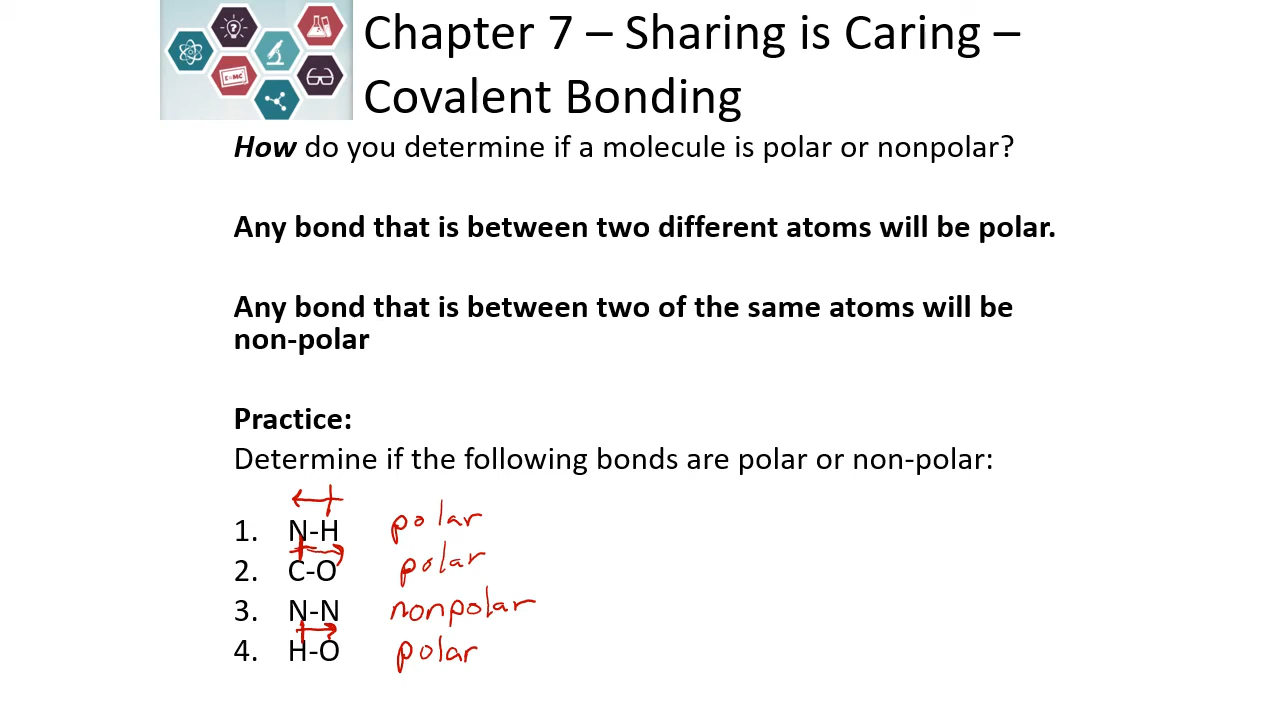 Chapter 7 – Sharing is Caring –
Covalent Bonding
How do you determine if a molecule is polar or nonpolar?
Any bond that is between two different atoms will be polar.
Any bond that is between two of the same atoms will be
non-polar
Practice:
Determine if the following bonds are polar or non-polar:
1. N-H polar
2. C-O polar
3. N-N nonpolar
4. H-O polar